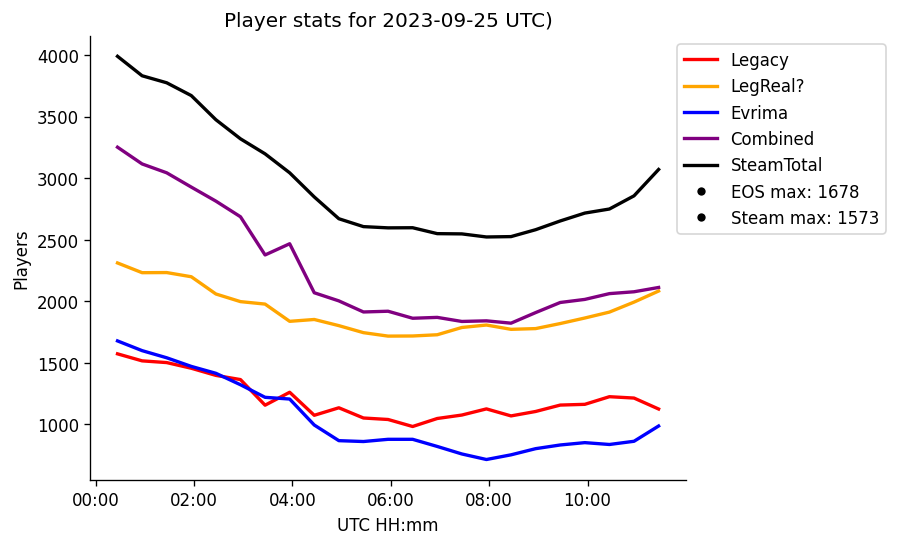 Player stats for 2023-09-25 UTC)
4000
3500
3000
2500
2000
1500
1000
Players
00:00 02:00 04:00 06:00 08:00 10:00
UTC HH:mm
Legacy
LegReal?
Evrima
Combined
SteamTotal
EOS max: 1678
Steam max: 1573